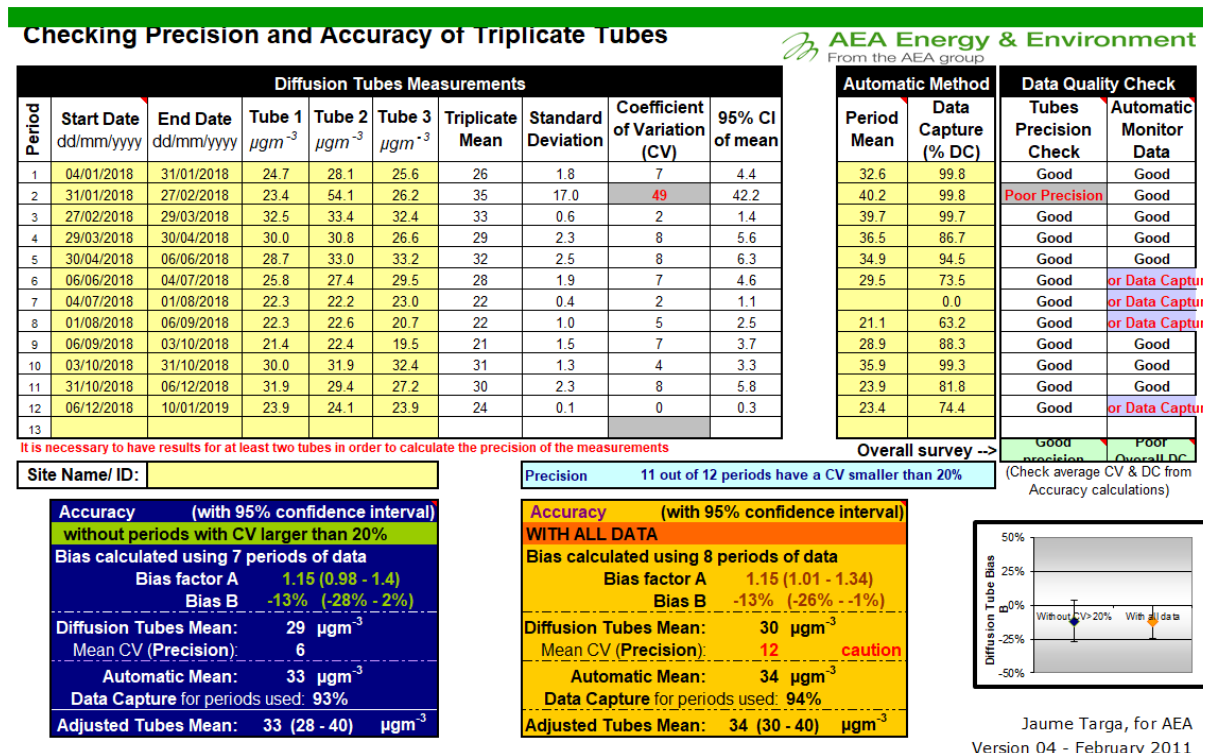 Checking Precision and Accuracy of Triplicate Tubes
AEA Energy & Environment
From the AEA group
Diffusion Tubes Measurements Automatic Method Data Quality Check
Period Start Date dd/mm/yyyy End Date dd/mm/yyyy Tube 1 µgm-3 Tube 2 µgm-3 Tube 3 µgm-3 Triplicate Mean Standard Deviation Coefficient of Variation (CV) 95% CI of mean Period Mean Data Capture (% DC) Tubes Precision Check Automatic Monitor Data
1 04/01/2018 31/01/2018 24.7 28.1 25.6 26 1.8 7 4.4 32.6 99.8 Good Good
2 31/01/2018 27/02/2018 23.4 54.1 26.2 35 17.0 49 42.2 40.2 99.8 Poor Precision Good
3 27/02/2018 29/03/2018 32.5 33.4 32.4 33 0.6 2 1.4 39.7 99.7 Good Good
4 29/03/2018 30/04/2018 30.0 30.8 26.6 29 2.3 8 5.6 36.5 86.7 Good Good
5 30/04/2018 06/06/2018 28.7 33.0 33.2 32 2.5 8 6.3 34.9 94.5 Good Good
6 06/06/2018 04/07/2018 25.8 27.4 29.5 28 1.9 7 4.6 29.5 73.5 Good or Data Captur
7 04/07/2018 01/08/2018 22.3 22.2 23.0 22 0.4 2 1.1 0.0 Good or Data Captur
8 01/08/2018 06/09/2018 22.3 22.6 20.7 22 1.0 5 2.5 21.1 63.2 Good or Data Captur
9 06/09/2018 03/10/2018 21.4 22.4 19.5 21 1.5 7 3.7 28.9 88.3 Good Good
10 03/10/2018 31/10/2018 30.0 31.9 32.4 31 1.3 4 3.3 35.9 99.3 Good Good
11 31/10/2018 06/12/2018 31.9 29.4 27.2 30 2.3 8 5.8 23.9 81.8 Good Good
12 06/12/2018 10/01/2019 23.9 24.1 23.9 24 0.1 0 0.3 23.4 74.4 Good or Data Captur
13
It is necessary to have results for at least two tubes in order to calculate the precision of the measurements
Overall survey --> Good precision Poor Overall DC
Site Name/ ID:
Precision 11 out of 12 periods have a CV smaller than 20%
(Check average CV & DC from
Accuracy calculations)
Accuracy (with 95% confidence interval)
without periods with CV larger than 20%
Bias calculated using 7 periods of data
Bias factor A 1.15 (0.98 - 1.4)
Bias B -13% (-28% - 2%)
Diffusion Tubes Mean: 29 µgm-3
Mean CV (Precision): 6
Automatic Mean: 33 µgm-3
Data Capture for periods used: 93%
Adjusted Tubes Mean: 33 (28 - 40) µgm-3
Accuracy (with 95% confidence interval)
WITH ALL DATA
Bias calculated using 8 periods of data
Bias factor A 1.15 (1.01 - 1.34)
Bias B -13% (-26% - -1%)
Diffusion Tubes Mean: 30 µgm-3
Mean CV (Precision): 12 caution
Automatic Mean: 34 µgm-3
Data Capture for periods used: 94%
Adjusted Tubes Mean: 34 (30 - 40) µgm-3
Diffusion Tube Bias B
50%
25%
0%
-25%
-50%
Without CV>20%
With all data
Jaume Targa, for AEA
Version 04 - February 2011